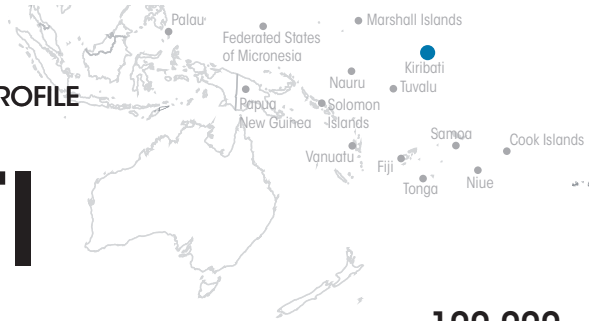 Palau
Marshall Islands
Federated States
of Micronesia
Kiribati
ROFILE
Nauru
Tuvalu
Papua
New Guinea
Solomon
Islands
Samoa
Cook Islands
Vanuatu
Fiji
Niue
Tonga
TI